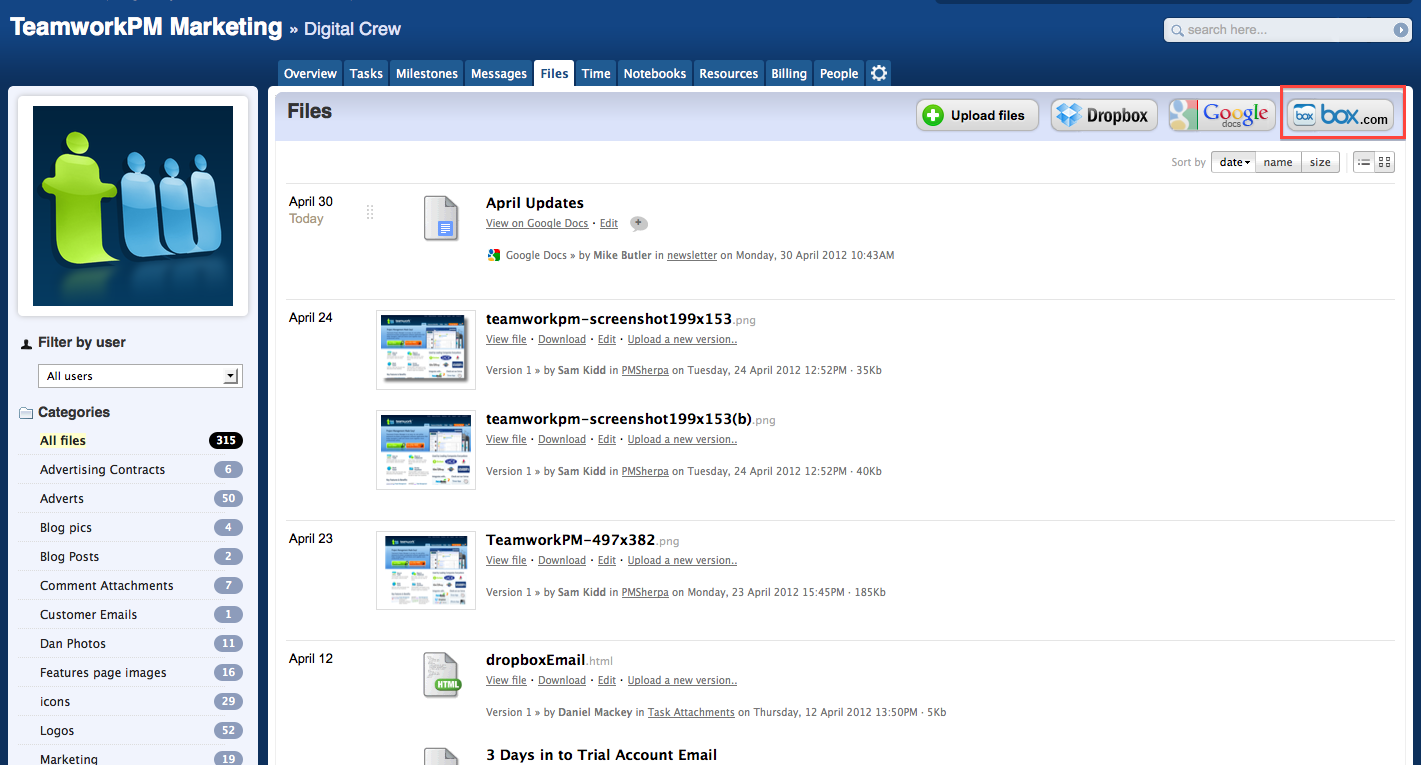 TeamworkPM Marketing » Digital Crew
search here...
Overview Tasks Milestones Messages Files Time Notebooks Resources Billing People
Files
Upload files
Dropbox
Google docs
box box.com
Sort by date name size
April 30
Today
April Updates
View on Google Docs · Edit
+
Google Docs » by Mike Butler in newsletter on Monday, 30 April 2012 10:43AM
April 24
teamworkpm-screenshot199x153.png
View file · Download · Edit · Upload a new version..
Version 1 » by Sam Kidd in PMSherpa on Tuesday, 24 April 2012 12:52PM · 35Kb
teamworkpm-screenshot199x153(b).png
View file · Download · Edit · Upload a new version..
Version 1 » by Sam Kidd in PMSherpa on Tuesday, 24 April 2012 12:52PM · 40Kb
April 23
TeamworkPM-497x382.png
View file · Download · Edit · Upload a new version..
Version 1 » by Sam Kidd in PMSherpa on Monday, 23 April 2012 15:45PM · 185Kb
April 12
HTML
dropboxEmail.html
View file · Download · Edit · Upload a new version..
Version 1 » by Daniel Mackey in Task Attachments on Thursday, 12 April 2012 13:50PM · 5Kb
3 Days in to Trial Account Email
tw
Filter by user
All users
Categories
All files 315
Advertising Contracts 6
Adverts 50
Blog pics 4
Blog Posts 2
Comment Attachments 7
Customer Emails 1
Dan Photos 11
Features page images 16
icons 29
Logos 52
Marketing 19